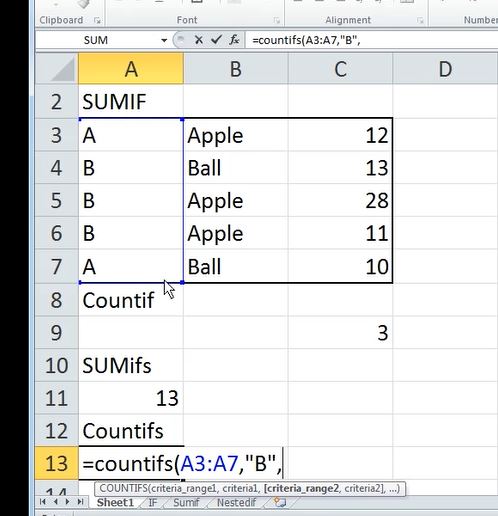 Clipboard Font Alignment Number
SUM =countifs(A3:A7,"B",
A B C D
2 SUMIF
3 A Apple 12
4 B Ball 13
5 B Apple 28
6 B Apple 11
7 A Ball 10
8 Countif
9 3
10 SUMifs
11 13
12 Countifs
13 =countifs(A3:A7,"B",
COUNTIFS(criteria_range1, criteria1, [criteria_range2, criteria2], ...)
14
Sheet1 IF Sumif Nestedif